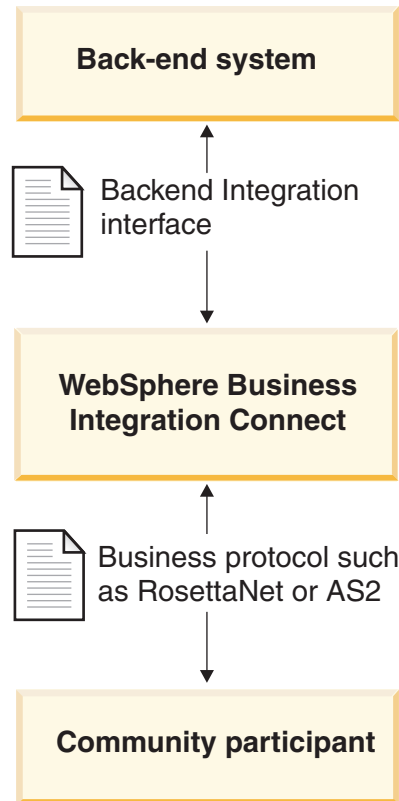 Back-end system
Backend Integration
interface
WebSphere Business
Integration Connect
Business protocol such
as RosettaNet or AS2
Community participant